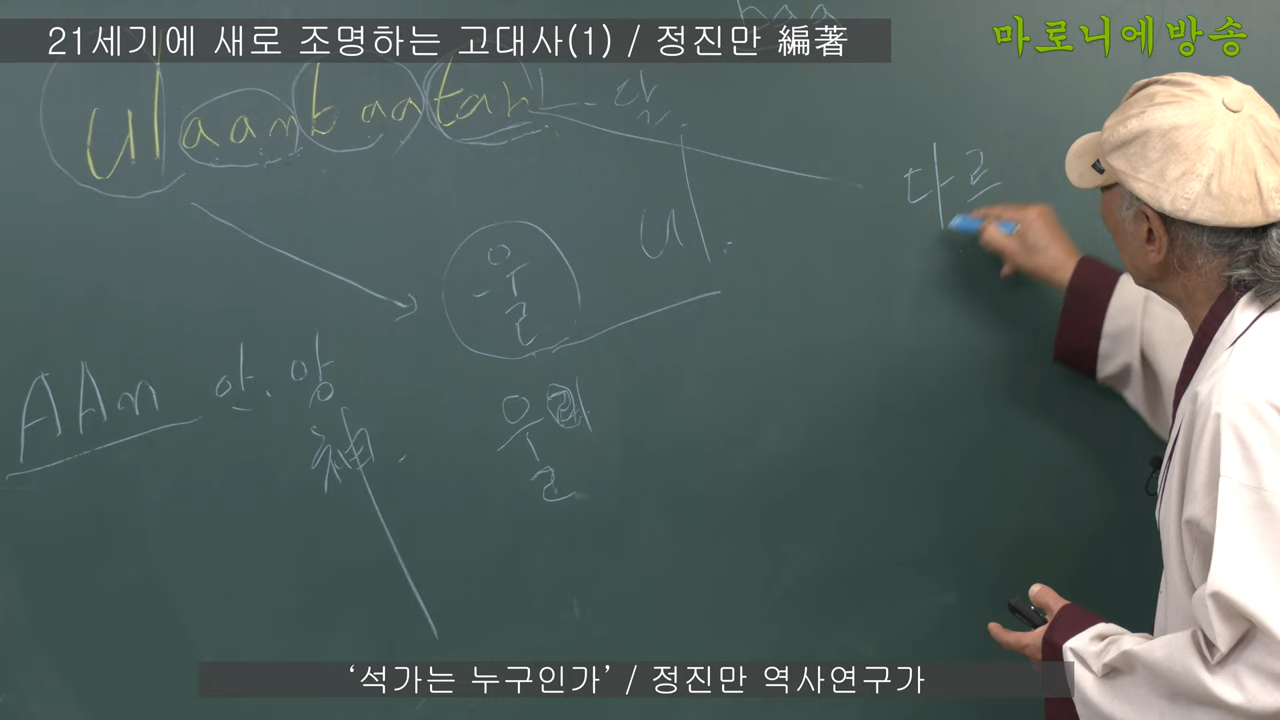 baa
21세기에 새로 조명하는 고대사(1) / 정진만 編著
마로니에방송
ulaanbaatar
다르
ul.
울
AAn 안. 앙
神.
울
‘석가는 누구인가’ / 정진만 역사연구가